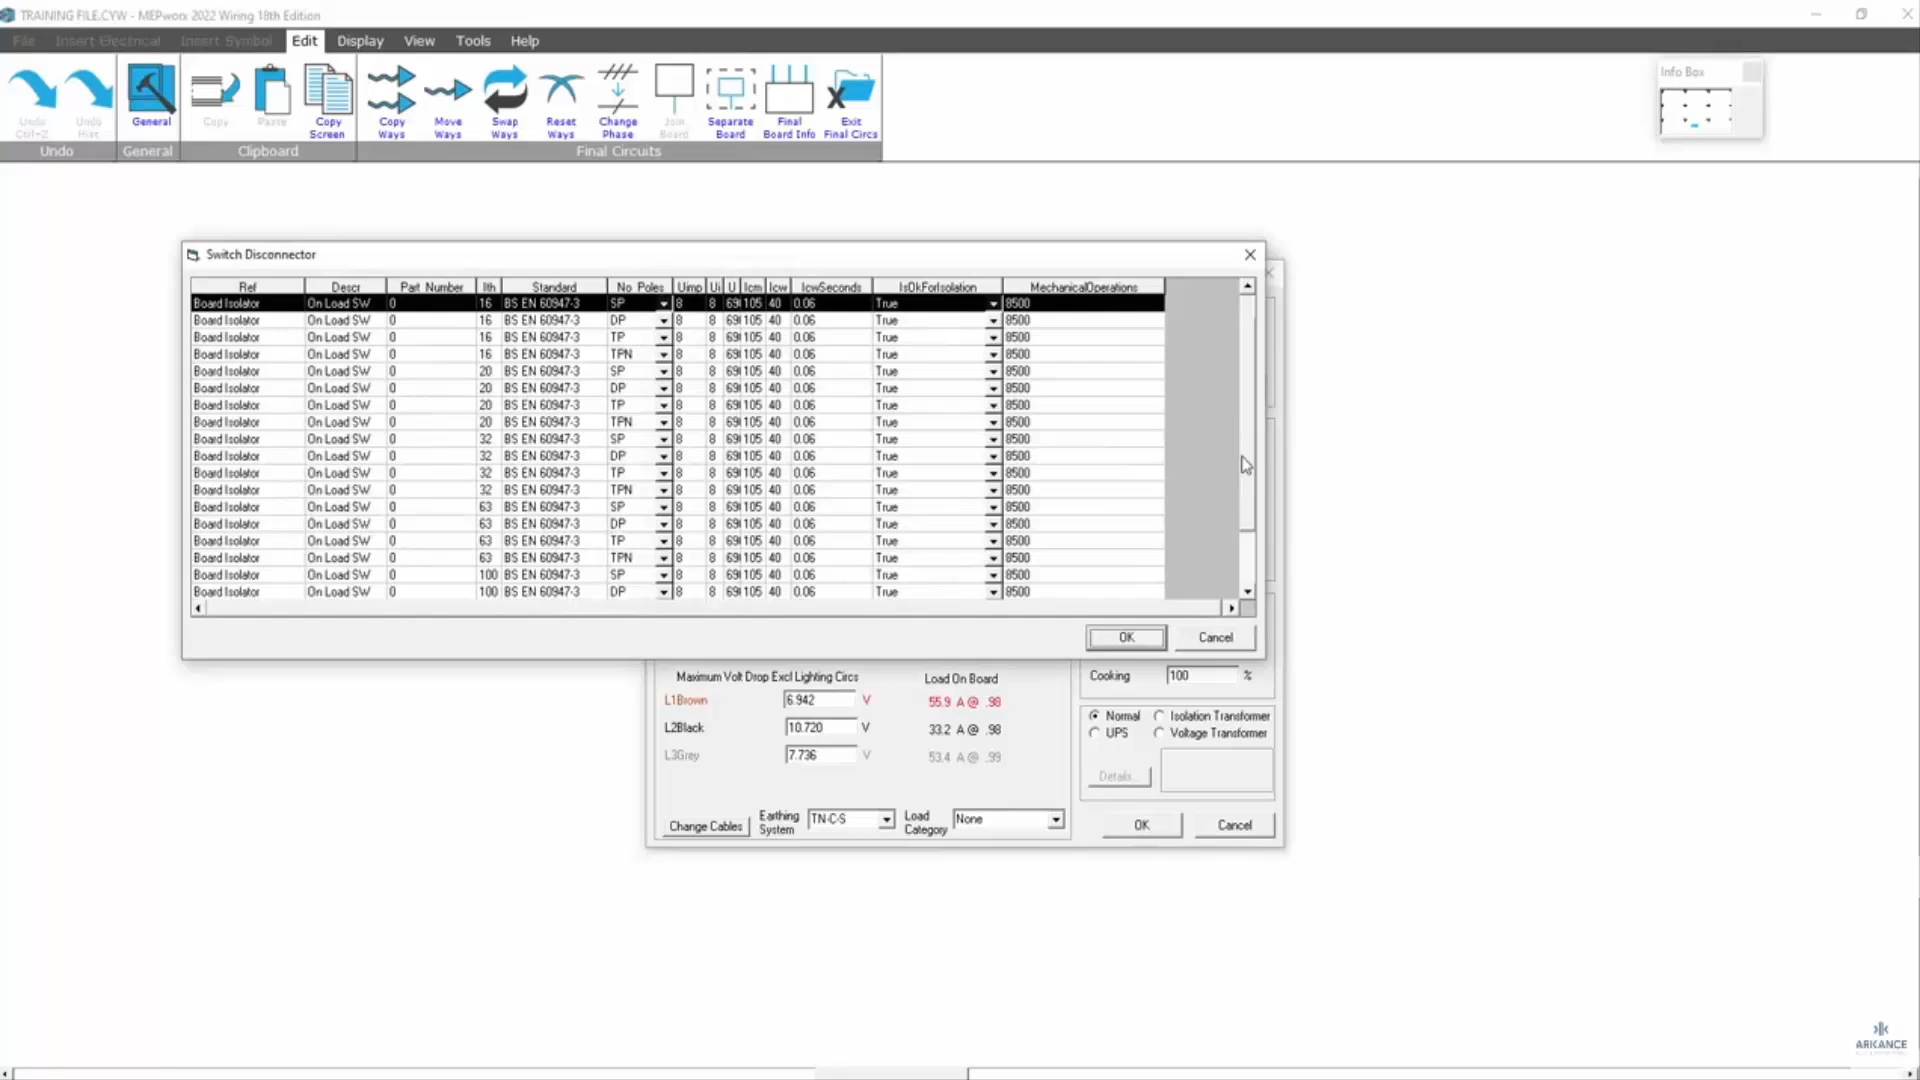 TRAINING FILE.CYW - MEPworx 2022 Wiring 18th Edition
File Insert Electrical Insert Symbol Edit Display View Tools Help
Undo Ctrl+Z
Undo Hist
General
Copy
Paste
Copy Screen
Copy Ways
Move Ways
Swap Ways
Reset Ways
Change Phase
Join Board
Separate Board
Final Board Info
Exit Final Circs
Undo General Clipboard Final Circuits
Info Box
Switch Disconnector
Ref Descr Part Number Ith Standard No Poles Uimp Ui U Icm Icw IcwSeconds IsOkForIsolation MechanicalOperations
Board Isolator On Load SW 0 16 BS EN 60947-3 SP 8 8 69 105 40 0.06 True 8500
Board Isolator On Load SW 0 16 BS EN 60947-3 DP 8 8 69 105 40 0.06 True 8500
Board Isolator On Load SW 0 16 BS EN 60947-3 TP 8 8 69 105 40 0.06 True 8500
Board Isolator On Load SW 0 16 BS EN 60947-3 TPN 8 8 69 105 40 0.06 True 8500
Board Isolator On Load SW 0 20 BS EN 60947-3 SP 8 8 69 105 40 0.06 True 8500
Board Isolator On Load SW 0 20 BS EN 60947-3 DP 8 8 69 105 40 0.06 True 8500
Board Isolator On Load SW 0 20 BS EN 60947-3 TP 8 8 69 105 40 0.06 True 8500
Board Isolator On Load SW 0 20 BS EN 60947-3 TPN 8 8 69 105 40 0.06 True 8500
Board Isolator On Load SW 0 32 BS EN 60947-3 SP 8 8 69 105 40 0.06 True 8500
Board Isolator On Load SW 0 32 BS EN 60947-3 DP 8 8 69 105 40 0.06 True 8500
Board Isolator On Load SW 0 32 BS EN 60947-3 TP 8 8 69 105 40 0.06 True 8500
Board Isolator On Load SW 0 32 BS EN 60947-3 TPN 8 8 69 105 40 0.06 True 8500
Board Isolator On Load SW 0 63 BS EN 60947-3 SP 8 8 69 105 40 0.06 True 8500
Board Isolator On Load SW 0 63 BS EN 60947-3 DP 8 8 69 105 40 0.06 True 8500
Board Isolator On Load SW 0 63 BS EN 60947-3 TP 8 8 69 105 40 0.06 True 8500
Board Isolator On Load SW 0 63 BS EN 60947-3 TPN 8 8 69 105 40 0.06 True 8500
Board Isolator On Load SW 0 100 BS EN 60947-3 SP 8 8 69 105 40 0.06 True 8500
Board Isolator On Load SW 0 100 BS EN 60947-3 DP 8 8 69 105 40 0.06 True 8500
OK Cancel
Maximum Volt Drop Excl Lighting Circs Load On Board
L1Brown 6.942 V 55.9 A @ .98
L2Black 10.720 V 33.2 A @ .98
L3Grey 7.736 V 53.4 A @ .99
Change Cables Earthing System TN-C-S Load Category None
Cooking 100 %
Normal Isolation Transformer
UPS Voltage Transformer
Details...
OK Cancel
ARKANCE